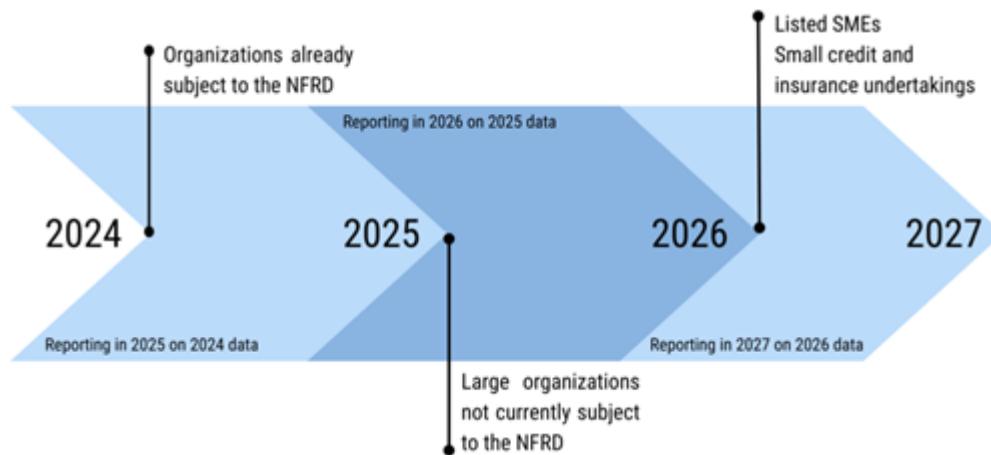 Organizations already
subject to the NFRD
Listed SMEs
Small credit and
insurance undertakings
Reporting in 2026 on 2025 data
2024
2025
2026
2027
Reporting in 2025 on 2024 data
Reporting in 2027 on 2026 data
Large organizations
not currently subject
to the NFRD